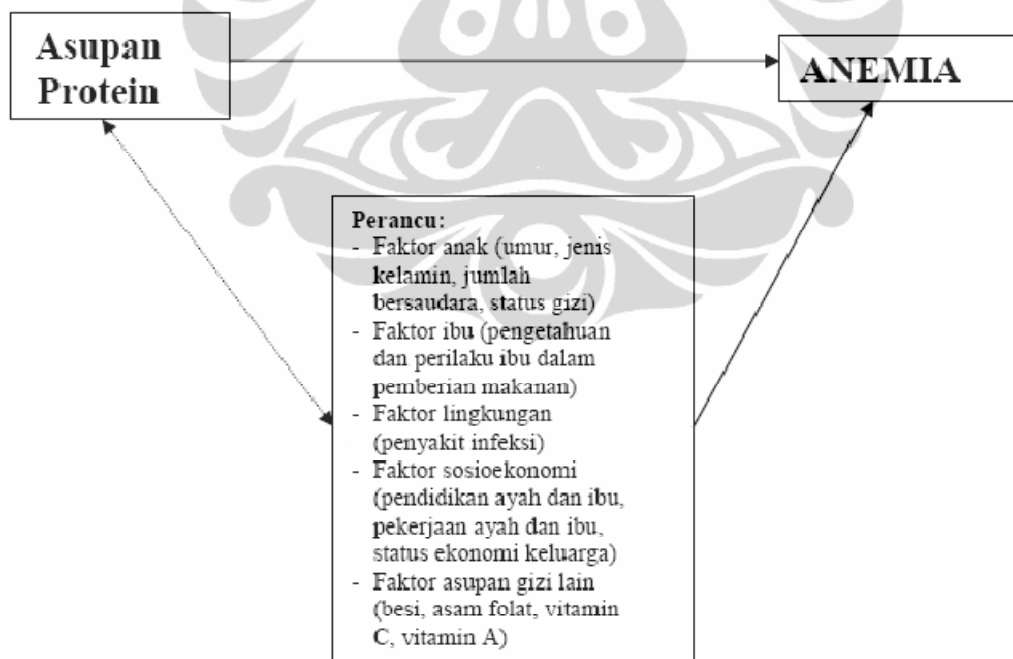 Asupan
Protein
ANEMIA
Perancu:
- Faktor anak (umur, jenis
kelamin, jumlah
bersaudara, status gizi)
- Faktor ibu (pengetahuan
dan perilaku ibu dalam
pemberian makanan)
- Faktor lingkungan
(penyakit infeksi)
- Faktor sosioekonomi
(pendidikan ayah dan ibu,
pekerjaan ayah dan ibu,
status ekonomi keluarga)
- Faktor asupan gizi lain
(besi, asam folat, vitamin
C, vitamin A)